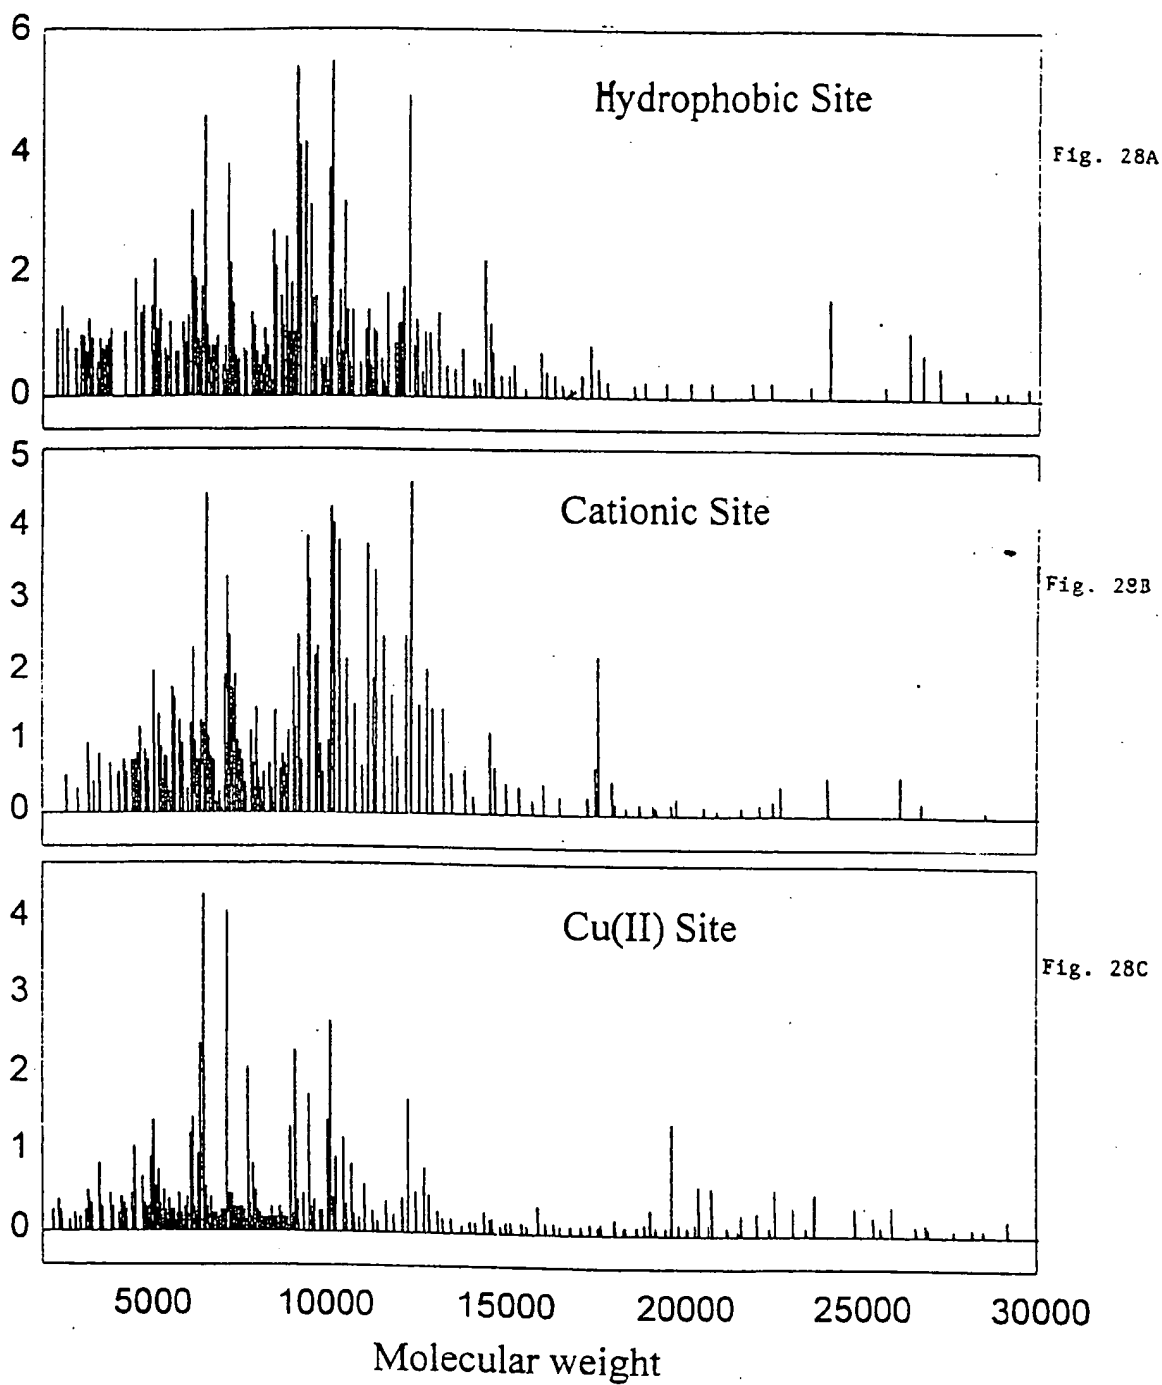 6
Hydrophobic Site
4
Fig. 28A
2
0
5
4
Cationic Site
3
Fig. 28B
2
1
0
4
Cu(II) Site
3
Fig. 28C
2
1
0
5000 10000 15000 20000 25000 30000
Molecular weight